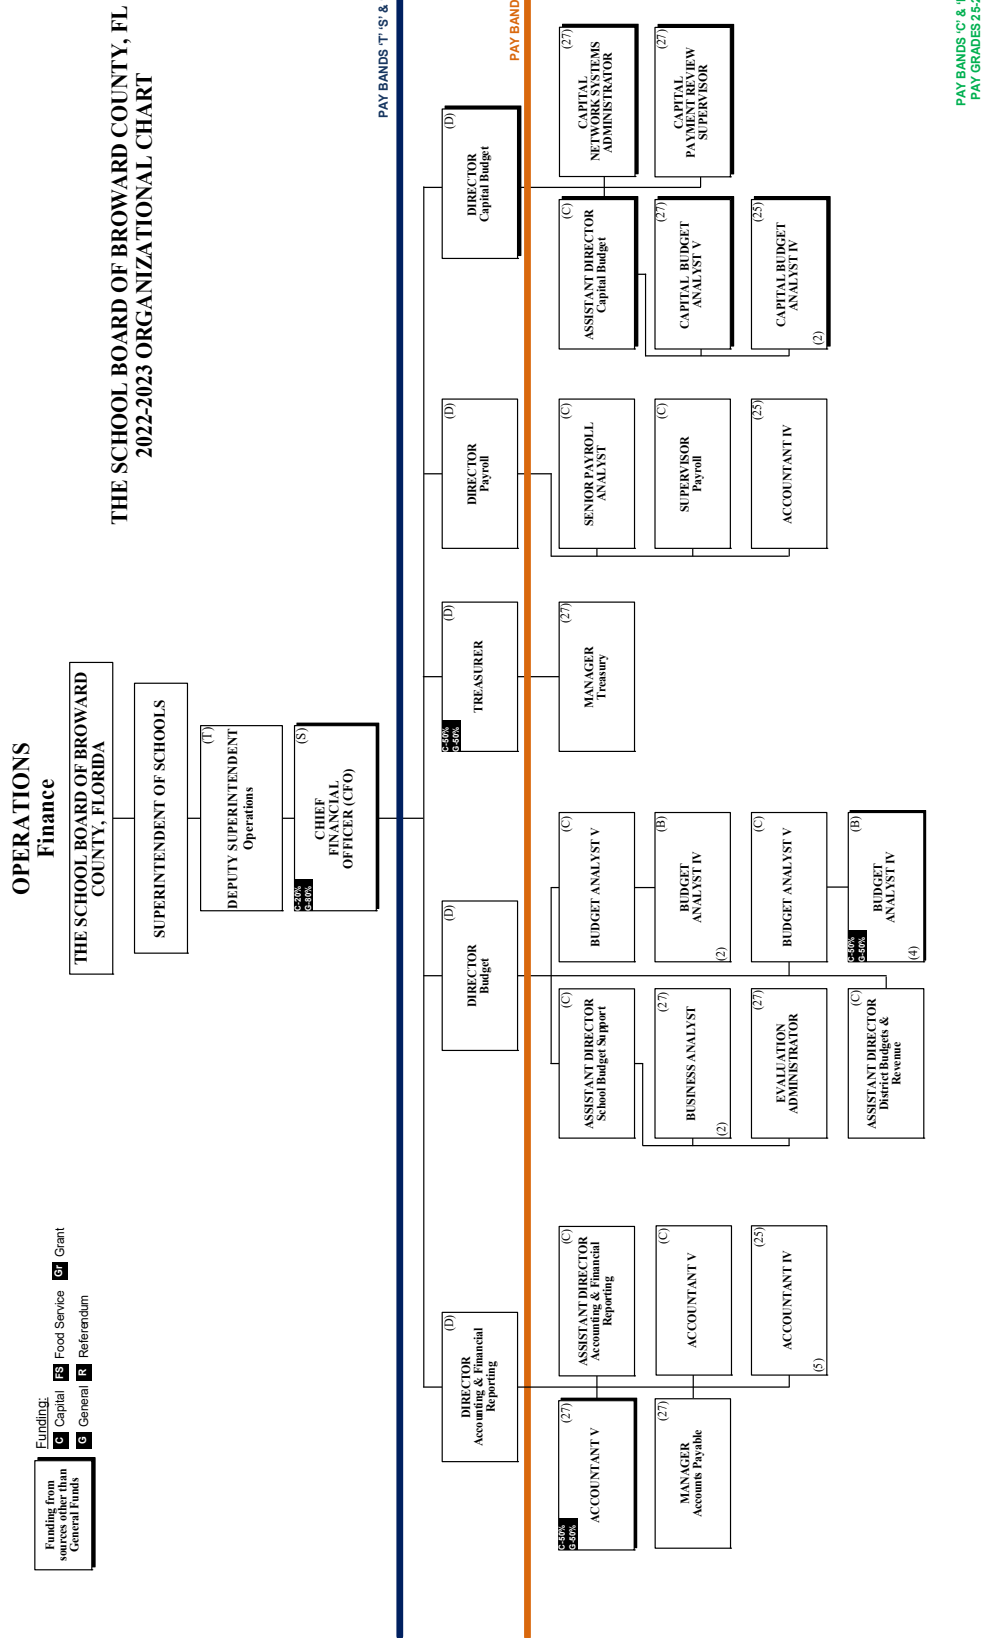 OPERATIONS
Finance
THE SCHOOL BOARD OF BROWARD COUNTY, FL
2022-2023 ORGANIZATIONAL CHART
Funding from
sources other than
General Funds
Funding:
C Capital FS Food Service Gr Grant
G General R Referendum
THE SCHOOL BOARD OF BROWARD
COUNTY, FLORIDA
SUPERINTENDENT OF SCHOOLS
(T)
DEPUTY SUPERINTENDENT
Operations
(S)
C-20%
G-80%
CHIEF
FINANCIAL
OFFICER (CFO)
PAY BANDS 'T' 'S' &
(D)
DIRECTOR
Accounting & Financial
Reporting
(D)
DIRECTOR
Budget
(D)
C-50%
G-50%
TREASURER
(D)
DIRECTOR
Payroll
(D)
DIRECTOR
Capital Budget
PAY BAND
(27)
C-50%
G-50%
ACCOUNTANT V
(C)
ASSISTANT DIRECTOR
Accounting & Financial
Reporting
(27)
MANAGER
Accounts Payable
(C)
ACCOUNTANT V
(25)
ACCOUNTANT IV
(5)
(C)
ASSISTANT DIRECTOR
School Budget Support
(C)
BUDGET ANALYST V
(27)
BUSINESS ANALYST
(2)
(B)
BUDGET
ANALYST IV
(2)
(27)
EVALUATION
ADMINISTRATOR
(C)
BUDGET ANALYST V
(C)
ASSISTANT DIRECTOR
District Budgets &
Revenue
(B)
C-50%
G-50%
BUDGET
ANALYST IV
(4)
(27)
MANAGER
Treasury
(C)
SENIOR PAYROLL
ANALYST
(C)
SUPERVISOR
Payroll
(25)
ACCOUNTANT IV
(C)
ASSISTANT DIRECTOR
Capital Budget
(27)
CAPITAL
NETWORK SYSTEMS
ADMINISTRATOR
(27)
CAPITAL BUDGET
ANALYST V
(27)
CAPITAL
PAYMENT REVIEW
SUPERVISOR
(25)
CAPITAL BUDGET
ANALYST IV
(2)
PAY BANDS 'C' &
PAY GRADES 25-2